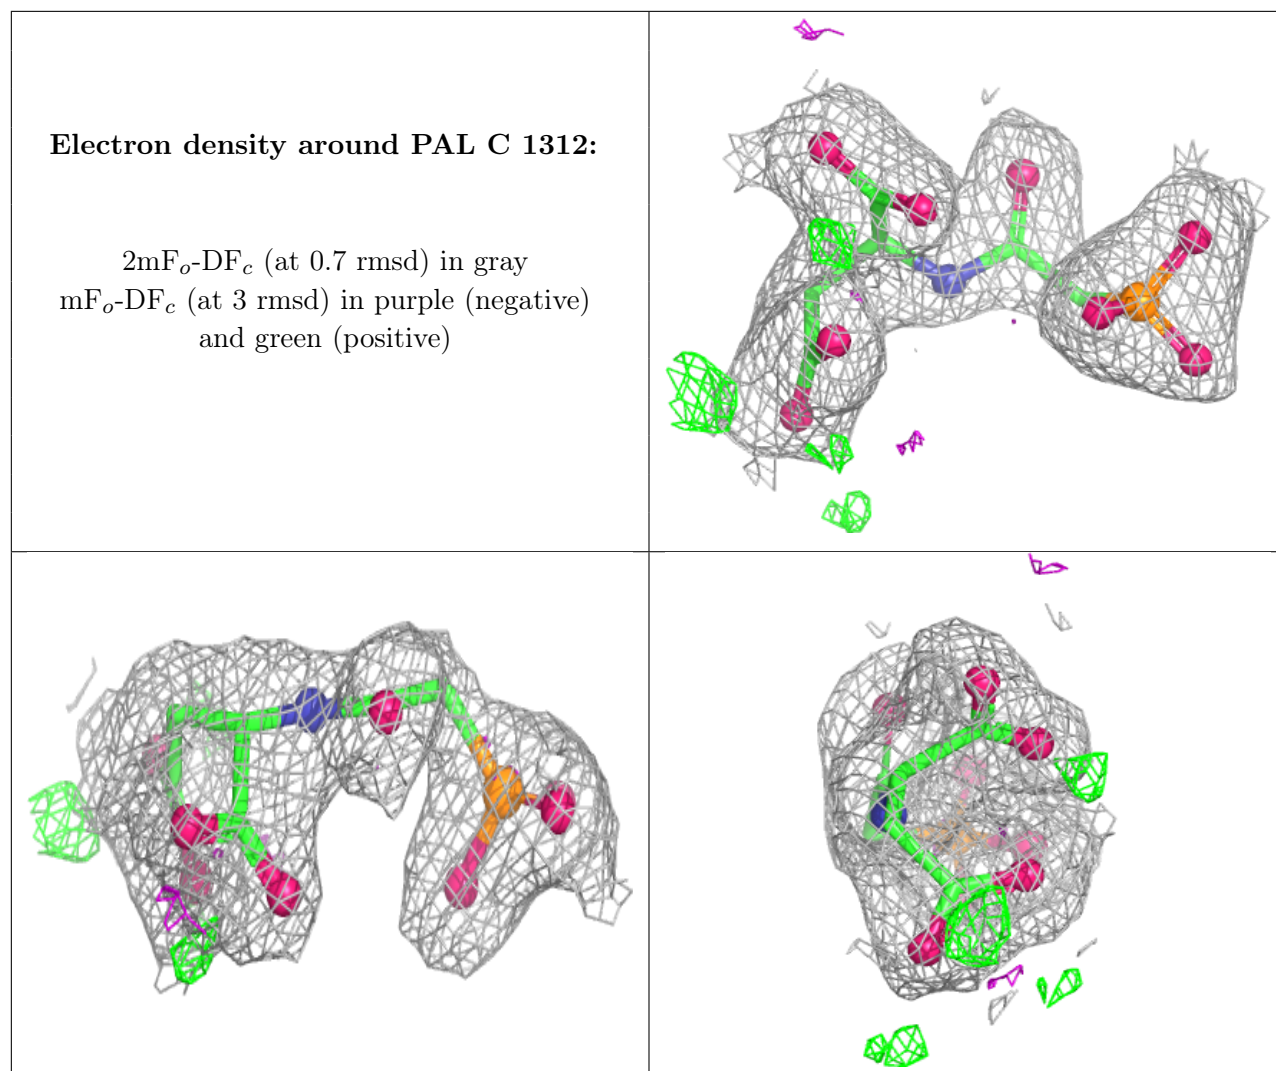 Electron density around PAL C 1312:
2mFo-DFc (at 0.7 rmsd) in gray
mFo-DFc (at 3 rmsd) in purple (negative)
and green (positive)